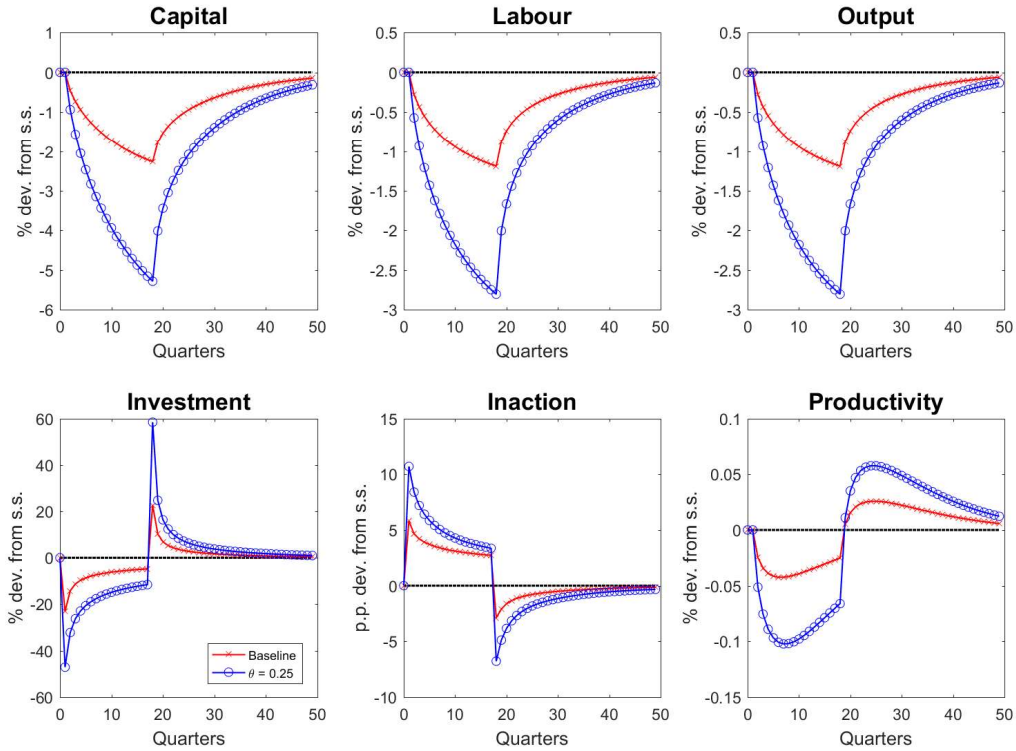 Capital
Labour
Output
1
0
-1
-2
-3
-4
-5
-6
% dev. from s.s.
0 10 20 30 40 50
Quarters
0.5
0
-0.5
-1
-1.5
-2
-2.5
-3
% dev. from s.s.
0 10 20 30 40 50
Quarters
0.5
0
-0.5
-1
-1.5
-2
-2.5
-3
% dev. from s.s.
0 10 20 30 40 50
Quarters
Investment
Inaction
Productivity
60
40
20
0
-20
-40
-60
% dev. from s.s.
Baseline
θ = 0.25
0 10 20 30 40 50
Quarters
15
10
5
0
-5
-10
p.p. dev. from s.s.
0 10 20 30 40 50
Quarters
0.1
0.05
0
-0.05
-0.1
-0.15
% dev. from s.s.
0 10 20 30 40 50
Quarters